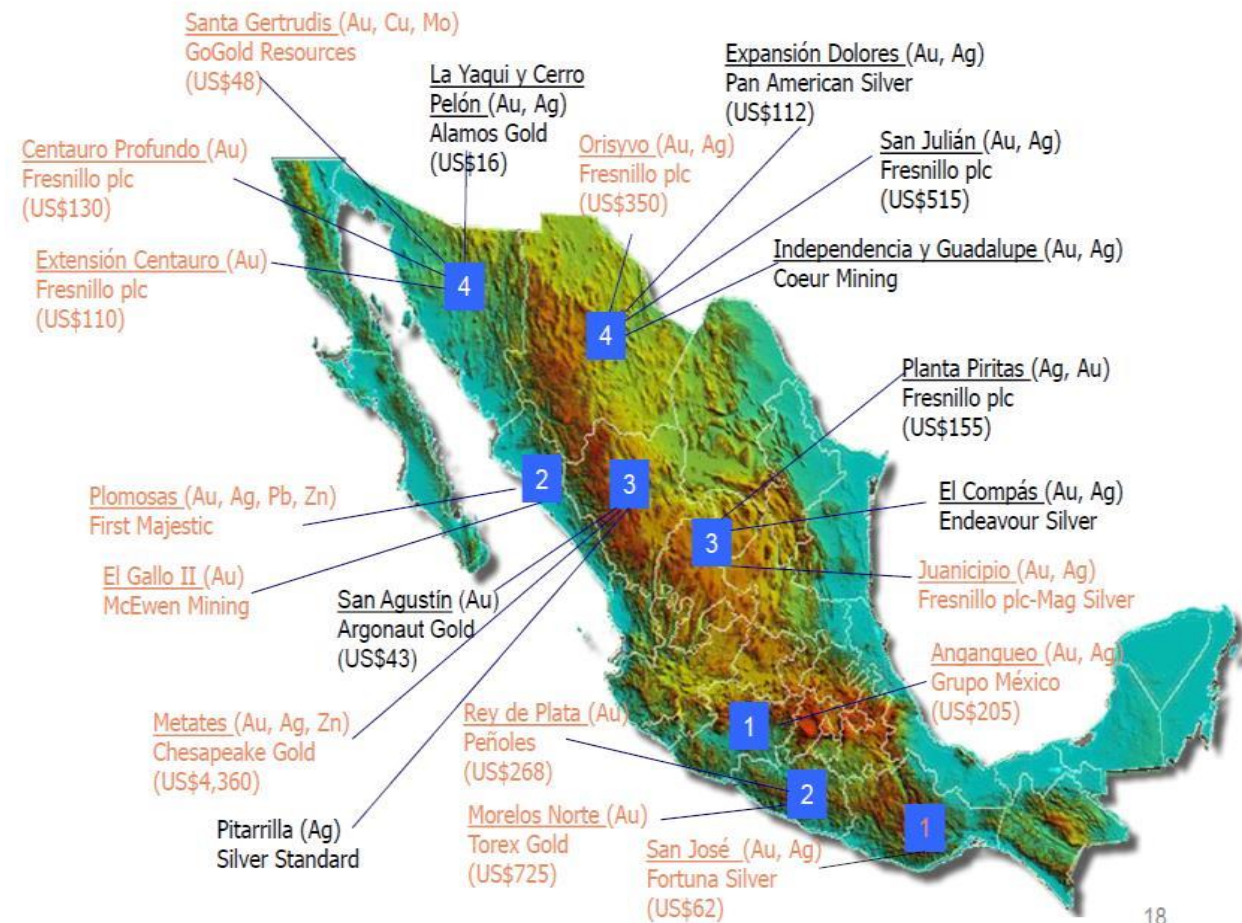 Santa Gertrudis (Au, Cu, Mo)
GoGold Resources
(US$48)
La Yaqui y Cerro
Pelón (Au, Ag)
Alamos Gold
(US$16)
Expansión Dolores (Au, Ag)
Pan American Silver
(US$112)
Centauro Profundo (Au)
Fresnillo plc
(US$130)
Orisyvo (Au, Ag)
Fresnillo plc
(US$350)
San Julián (Au, Ag)
Fresnillo plc
(US$515)
Extensión Centauro (Au)
Fresnillo plc
(US$110)
Independencia y Guadalupe (Au, Ag)
Coeur Mining
4
4
Planta Piritas (Ag, Au)
Fresnillo plc
(US$155)
2
3
3
Plomosas (Au, Ag, Pb, Zn)
First Majestic
El Compás (Au, Ag)
Endeavour Silver
El Gallo II (Au)
McEwen Mining
San Agustín (Au)
Argonaut Gold
(US$43)
Juanicipio (Au, Ag)
Fresnillo plc-Mag Silver
Angangueo (Au, Ag)
Grupo México
(US$205)
Metates (Au, Ag, Zn)
Chesapeake Gold
(US$4,360)
Rey de Plata (Au)
Peñoles
(US$268)
1
2
1
Pitarrilla (Ag)
Silver Standard
Morelos Norte (Au)
Torex Gold
(US$725)
San José (Au, Ag)
Fortuna Silver
(US$62)
18